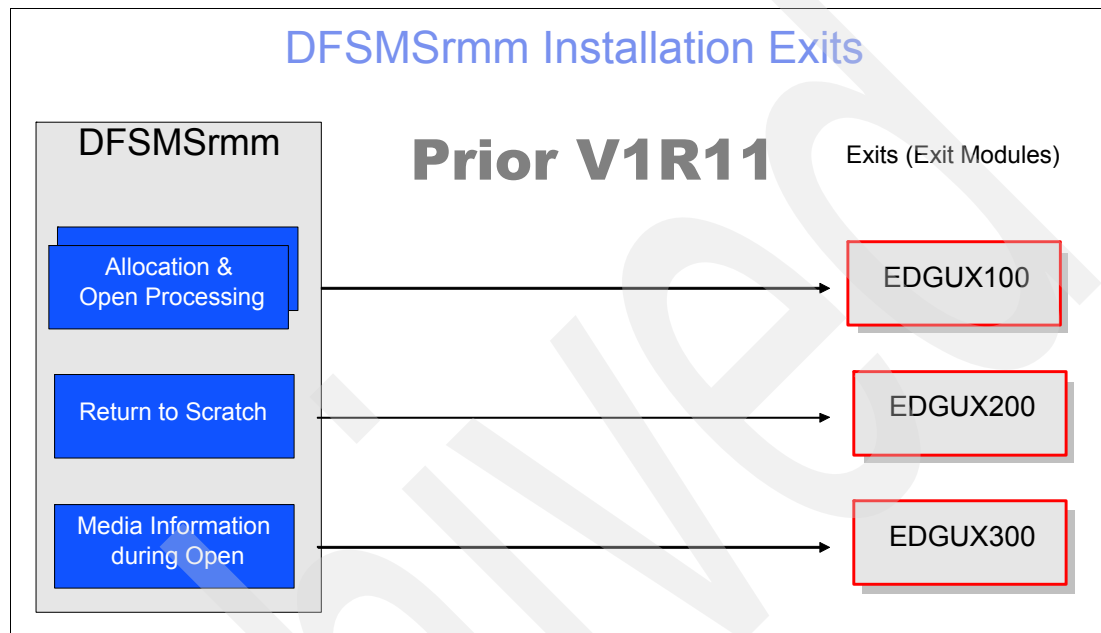 DFSMSrmm Installation Exits
DFSMSrmm
Prior V1R11
Exits (Exit Modules)
Allocation &
Open Processing
EDGUX100
Return to Scratch
EDGUX200
Media Information
during Open
EDGUX300
hived